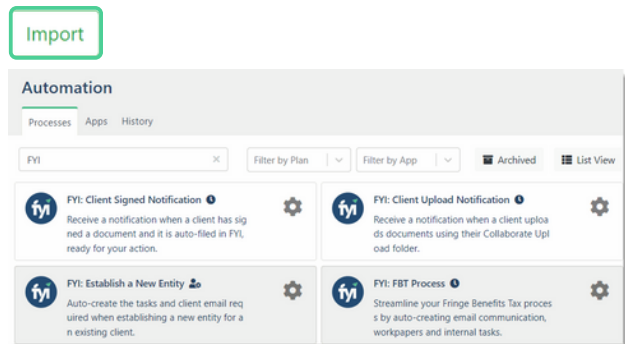 Import
Automation
Processes Apps History
FYI × Filter by Plan Filter by App Archived List View
fyi FYI: Client Signed Notification
Receive a notification when a client has sig
ned a document and it is auto-filed in FYI,
ready for your action.
fyi FYI: Client Upload Notification
Receive a notification when a client uploa
ds documents using their Collaborate Upl
oad folder.
fyi FYI: Establish a New Entity
Auto-create the tasks and client email req
uired when establishing a new entity for a
n existing client.
fyi FYI: FBT Process
Streamline your Fringe Benefits Tax proces
s by auto-creating email communication,
workpapers and internal tasks.